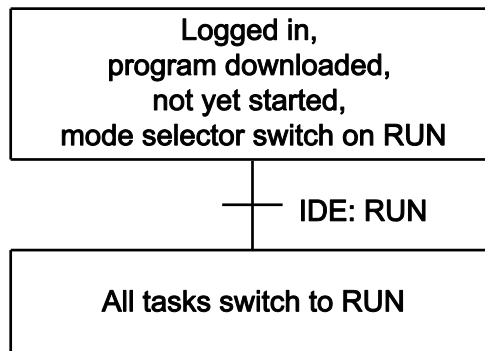 Logged in,
program downloaded,
not yet started,
mode selector switch on RUN
IDE: RUN
All tasks switch to RUN